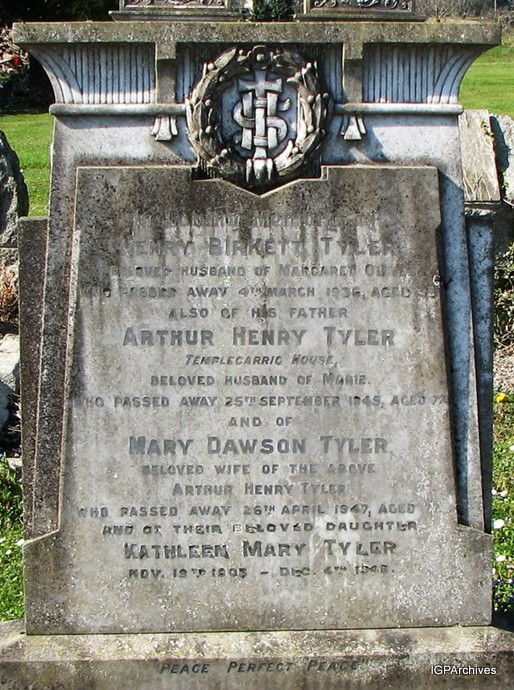 IHS
HENRY BIRKETT TYLER
BELOVED HUSBAND OF MARGARET
WHO PASSED AWAY 4TH MARCH 1936, AGED
ALSO OF HIS FATHER
ARTHUR HENRY TYLER
TEMPLECARRIG HOUSE,
BELOVED HUSBAND OF
WHO PASSED AWAY 25TH SEPTEMBER 1945, AGED
AND OF
MARY DAWSON TYLER
BELOVED WIFE OF THE ABOVE
ARTHUR HENRY TYLER
WHO PASSED AWAY 26TH APRIL 1947, AGED
AND OF THEIR BELOVED DAUGHTER
KATHLEEN MARY TYLER
NOV. 19TH 1905 – DEC. 4TH 1948.
"PEACE PERFECT PEACE"
IGPArchives